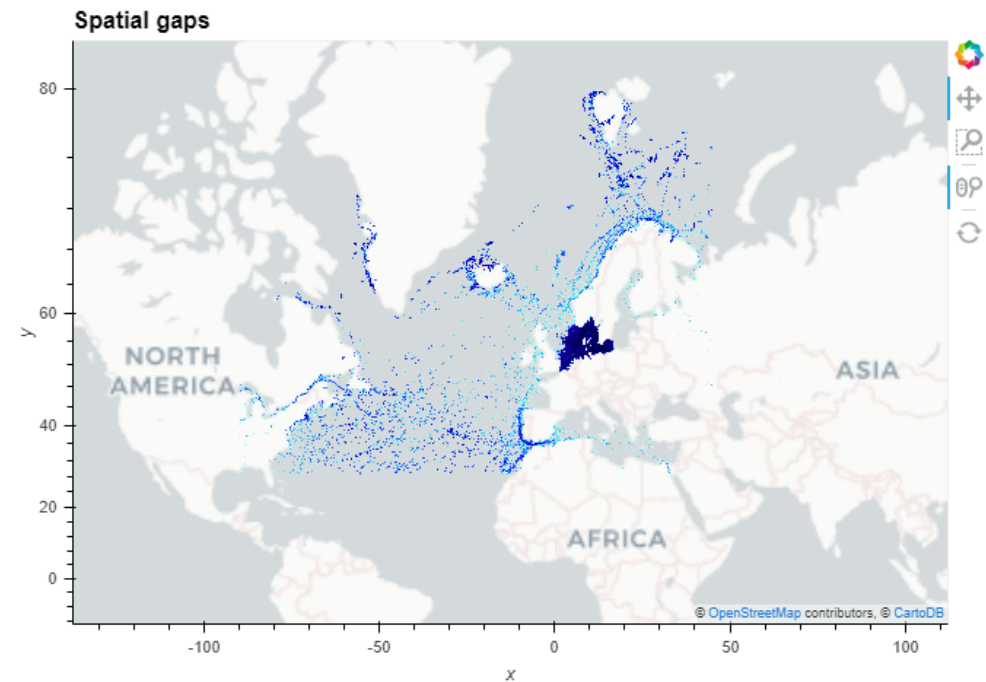 Spatial gaps
80
60
40
20
0
y
NORTH
AMERICA
ASIA
AFRICA
© OpenStreetMap contributors, © CartoDB
-100
-50
0
50
100
x